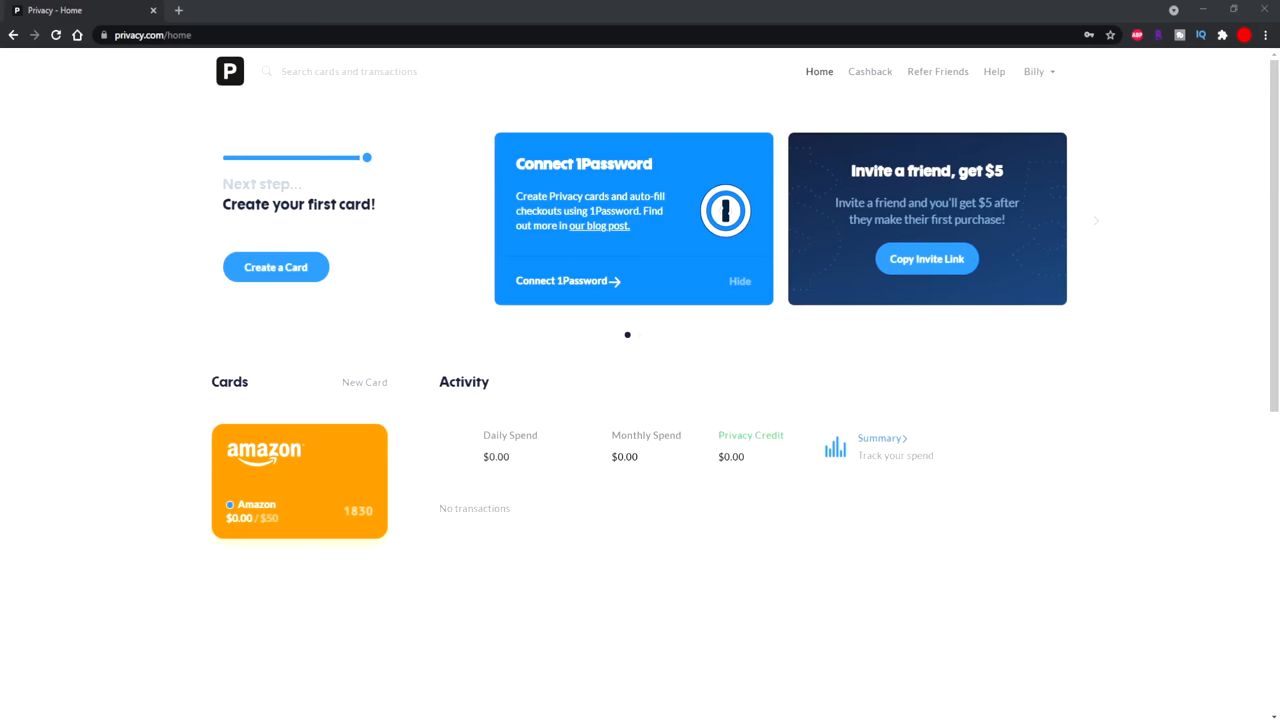 Privacy - Home
privacy.com/home
ABP
R
IQ
P
Search cards and transactions
Home
Cashback
Refer Friends
Help
Billy
Next step...
Create your first card!
Create a Card
Connect 1Password
Create Privacy cards and auto-fill
checkouts using 1Password. Find
out more in our blog post.
Connect 1Password
Hide
Invite a friend, get $5
Invite a friend and you'll get $5 after
they make their first purchase!
Copy Invite Link
Cards
New Card
amazon
Amazon
$0.00 / $50
1830
Activity
Daily Spend
$0.00
Monthly Spend
$0.00
Privacy Credit
$0.00
Summary
Track your spend
No transactions